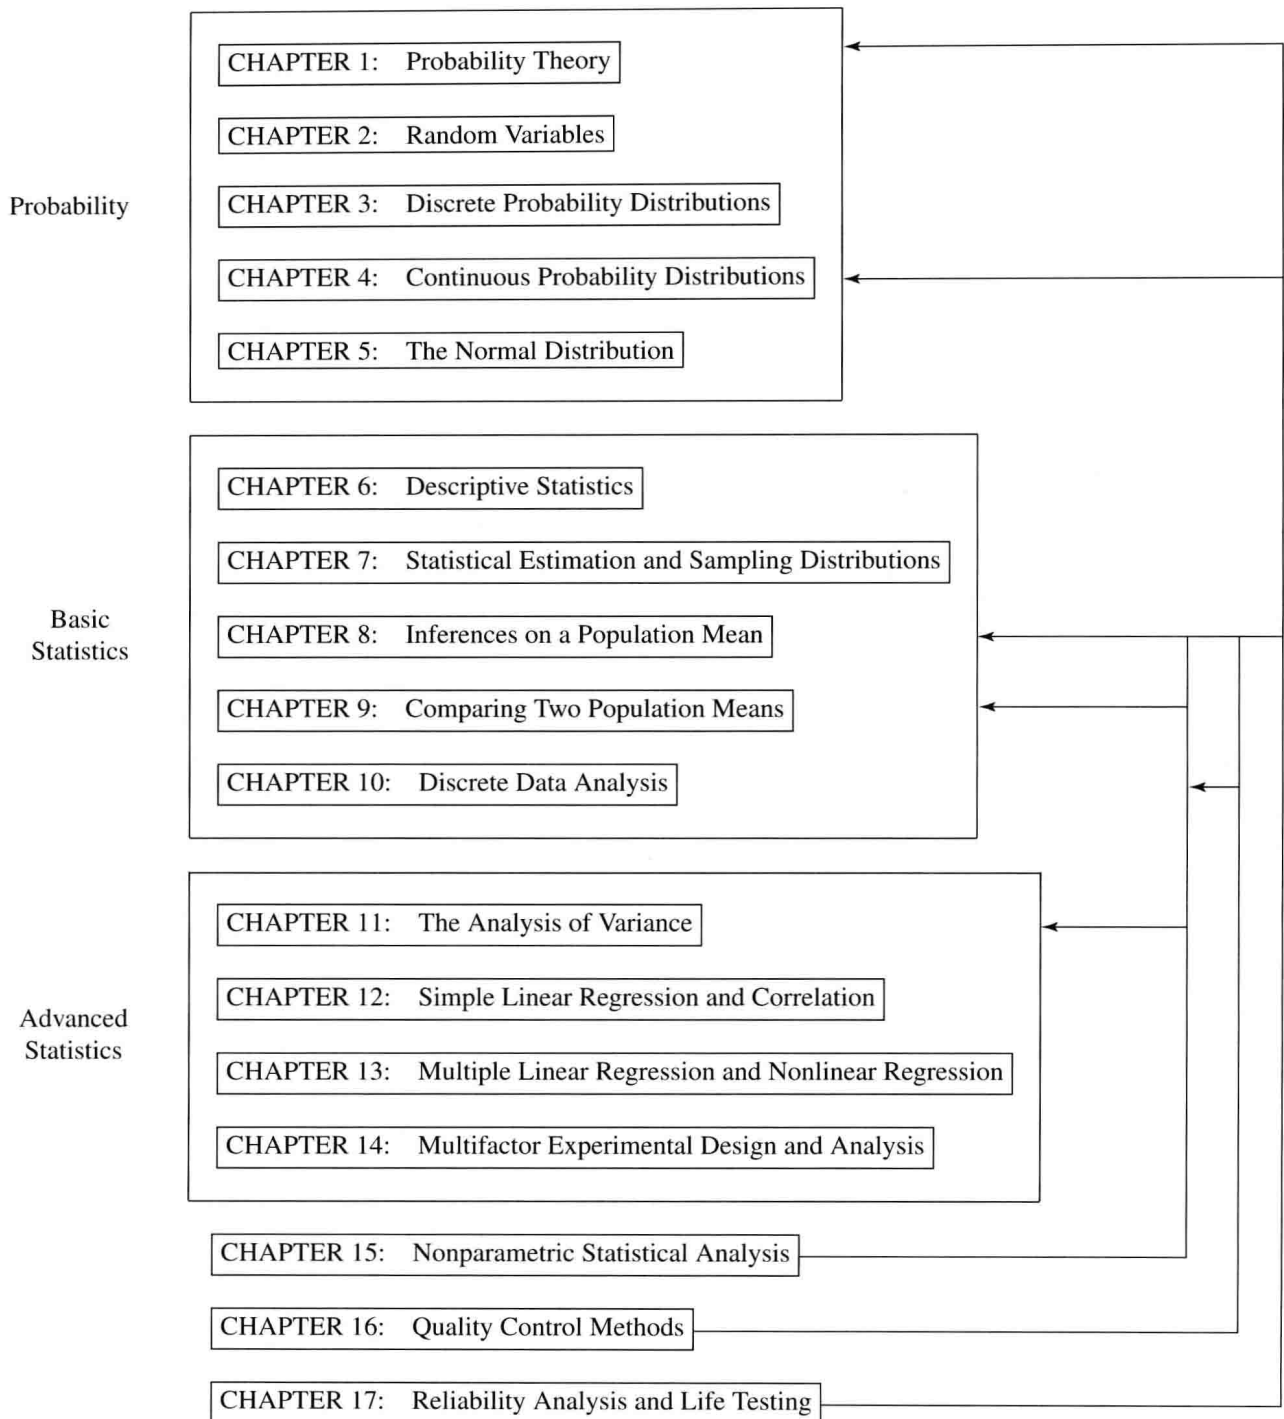 CHAPTER 1: Probability Theory
CHAPTER 2: Random Variables
Probability
CHAPTER 3: Discrete Probability Distributions
CHAPTER 4: Continuous Probability Distributions
CHAPTER 5: The Normal Distribution
CHAPTER 6: Descriptive Statistics
CHAPTER 7: Statistical Estimation and Sampling Distributions
Basic
Statistics
CHAPTER 8: Inferences on a Population Mean
CHAPTER 9: Comparing Two Population Means
CHAPTER 10: Discrete Data Analysis
CHAPTER 11: The Analysis of Variance
CHAPTER 12: Simple Linear Regression and Correlation
Advanced
Statistics
CHAPTER 13: Multiple Linear Regression and Nonlinear Regression
CHAPTER 14: Multifactor Experimental Design and Analysis
CHAPTER 15: Nonparametric Statistical Analysis
CHAPTER 16: Quality Control Methods
CHAPTER 17: Reliability Analysis and Life Testing